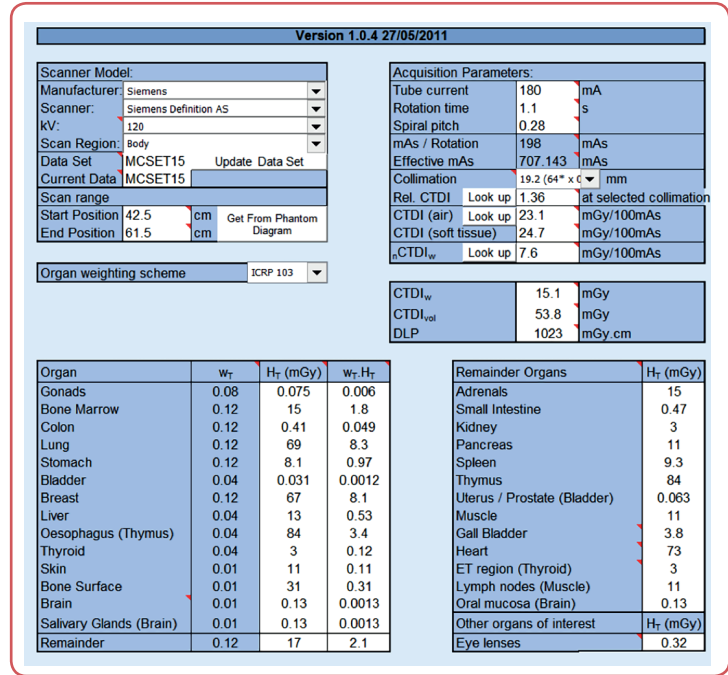 Version 1.0.4 27/05/2011
Scanner Model:
Manufacturer: Siemens
Scanner: Siemens Definition AS
kV: 120
Scan Region: Body
Data Set MCSET15 Update Data Set
Current Data MCSET15
Scan range
Start Position 42.5 cm Get From Phantom
End Position 61.5 cm Diagram
Organ weighting scheme ICRP 103
Acquisition Parameters:
Tube current 180 mA
Rotation time 1.1 s
Spiral pitch 0.28
mAs / Rotation 198 mAs
Effective mAs 707.143 mAs
Collimation 19.2 (64* x 0 mm
Rel. CTDI Look up 1.36 at selected collimation
CTDI (air) Look up 23.1 mGy/100mAs
CTDI (soft tissue) 24.7 mGy/100mAs
nCTDIw Look up 7.6 mGy/100mAs
CTDIw 15.1 mGy
CTDIvol 53.8 mGy
DLP 1023 mGy.cm
Organ wT HT (mGy) wT.HT
Gonads 0.08 0.075 0.006
Bone Marrow 0.12 15 1.8
Colon 0.12 0.41 0.049
Lung 0.12 69 8.3
Stomach 0.12 8.1 0.97
Bladder 0.04 0.031 0.0012
Breast 0.12 67 8.1
Liver 0.04 13 0.53
Oesophagus (Thymus) 0.04 84 3.4
Thyroid 0.04 3 0.12
Skin 0.01 11 0.11
Bone Surface 0.01 31 0.31
Brain 0.01 0.13 0.0013
Salivary Glands (Brain) 0.01 0.13 0.0013
Remainder 0.12 17 2.1
Remainder Organs HT (mGy)
Adrenals 15
Small Intestine 0.47
Kidney 3
Pancreas 11
Spleen 9.3
Thymus 84
Uterus / Prostate (Bladder) 0.063
Muscle 11
Gall Bladder 3.8
Heart 73
ET region (Thyroid) 3
Lymph nodes (Muscle) 11
Oral mucosa (Brain) 0.13
Other organs of interest HT (mGy)
Eye lenses 0.32